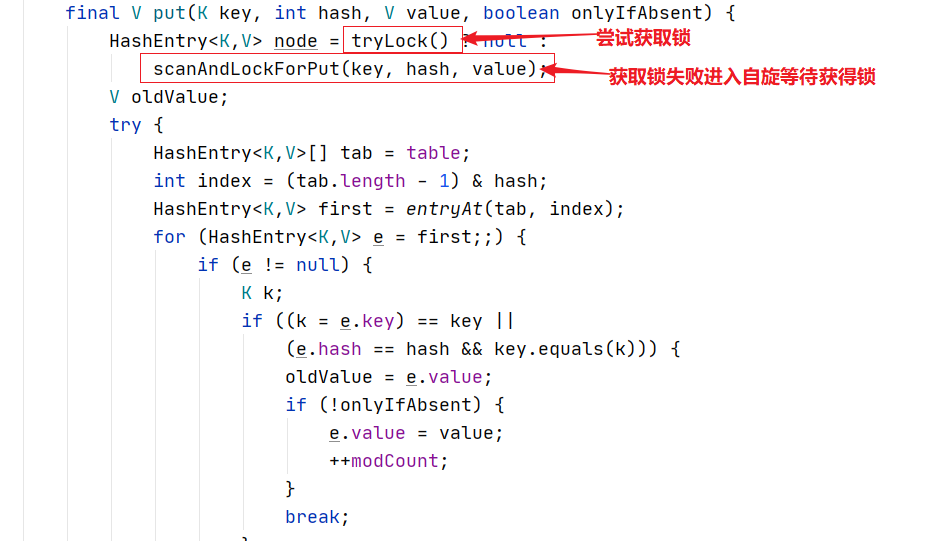 final V put(K key, int hash, V value, boolean onlyIfAbsent) {
HashEntry<K,V> node = tryLock() ? null :
尝试获取锁
scanAndLockForPut(key, hash, value);
获取锁失败进入自旋等待获得锁
V oldValue;
try {
HashEntry<K,V>[] tab = table;
int index = (tab.length - 1) & hash;
HashEntry<K,V> first = entryAt(tab, index);
for (HashEntry<K,V> e = first;;) {
if (e != null) {
K k;
if ((k = e.key) == key ||
(e.hash == hash && key.equals(k))) {
oldValue = e.value;
if (!onlyIfAbsent) {
e.value = value;
++modCount;
}
break;
}